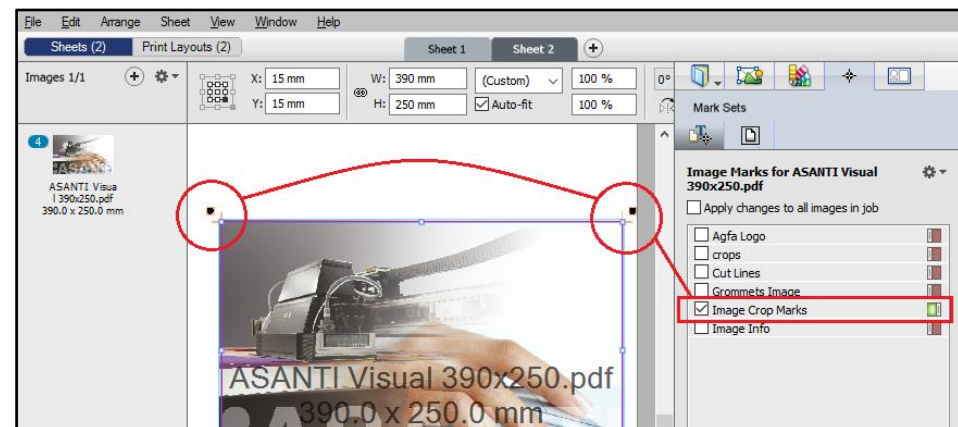 File Edit Arrange Sheet View Window Help
Sheets (2) Print Layouts (2) Sheet 1 Sheet 2
Images 1/1 X: 15 mm W: 390 mm (Custom) 100 % 0°
Y: 15 mm H: 250 mm Auto-fit 100 %
Mark Sets
4
ASANTI Visua
l 390x250.pdf
390.0 x 250.0 mm
Image Marks for ASANTI Visual
390x250.pdf
Apply changes to all images in job
Agfa Logo
crops
Cut Lines
Grommets Image
Image Crop Marks
Image Info
ASANTI Visual 390x250.pdf
390.0 x 250.0 mm